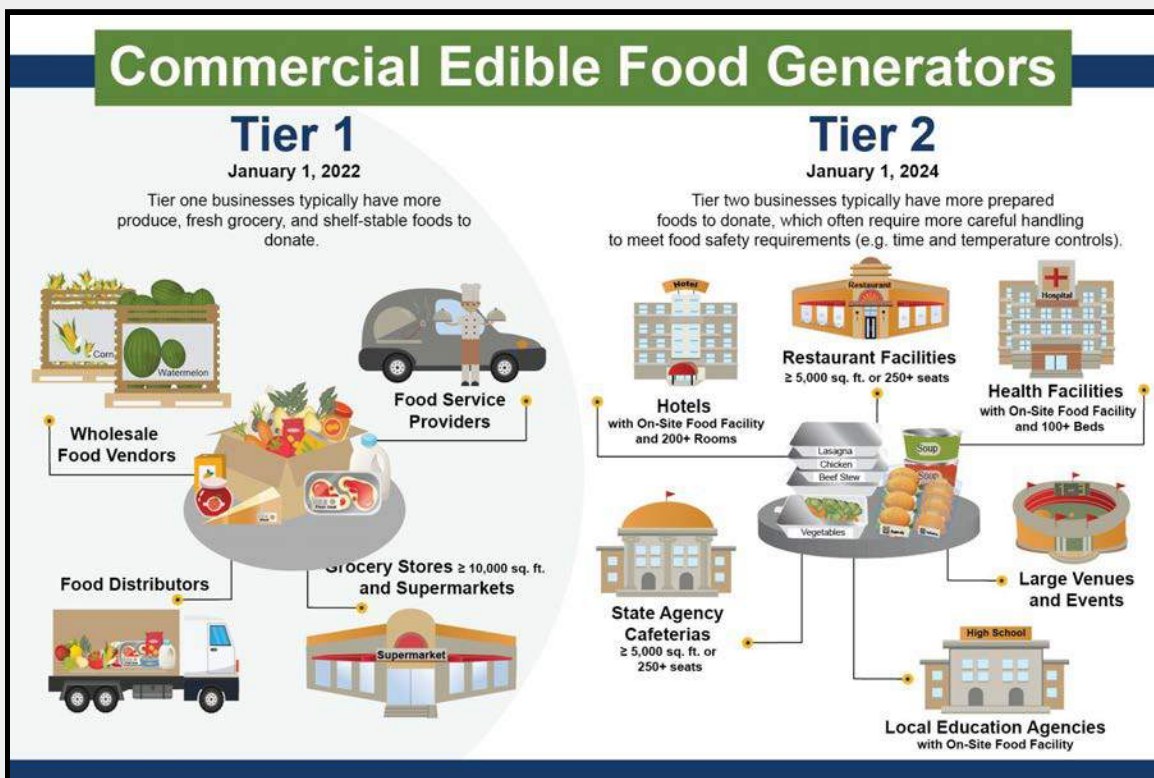 Commercial Edible Food Generators
Tier 1
January 1, 2022
Tier one businesses typically have more
produce, fresh grocery, and shelf-stable foods to
donate.
Corn
Watermelon
Wholesale
Food Vendors
Food Service
Providers
Food Distributors
Grocery Stores ≥ 10,000 sq. ft.
and Supermarkets
Supermarket
Tier 2
January 1, 2024
Tier two businesses typically have more prepared
foods to donate, which often require more careful handling
to meet food safety requirements (e.g. time and temperature controls).
Hotel
Hotels
with On-Site Food Facility
and 200+ Rooms
Restaurant
Restaurant Facilities
≥ 5,000 sq. ft. or 250+ seats
Hospital
Health Facilities
with On-Site Food Facility
and 100+ Beds
Lasagna
Chicken
Beef Stew
Vegetables
Soup
Soup
State Agency
Cafeterias
≥ 5,000 sq. ft. or
250+ seats
Large Venues
and Events
High School
Local Education Agencies
with On-Site Food Facility